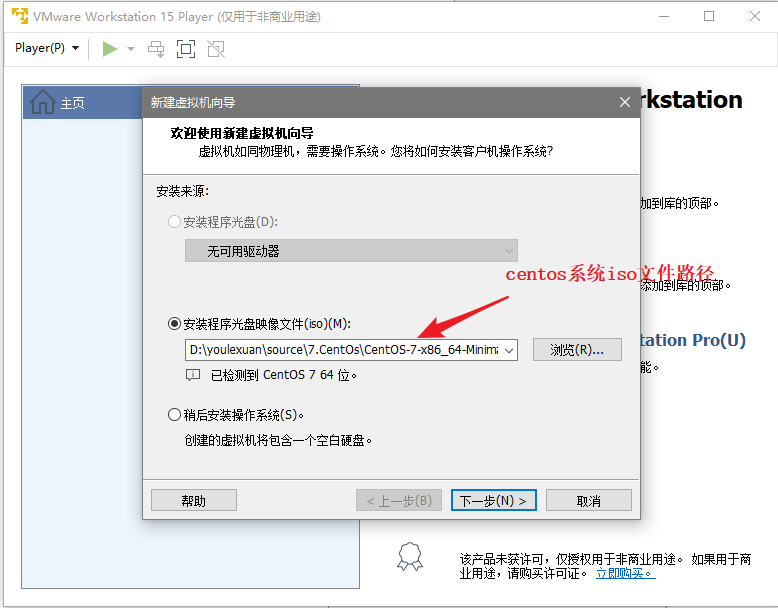 VMware Workstation 15 Player (仅用于非商业用途)
Player(P)
主页
rkstation
加到库的顶部。
添加到库的顶部。
tation Pro(U)
能。
新建虚拟机向导
欢迎使用新建虚拟机向导
虚拟机如同物理机，需要操作系统。您将如何安装客户机操作系统?
安装来源:
安装程序光盘(D):
无可用驱动器
centos系统iso文件路径
安装程序光盘映像文件(iso)(M):
D:\youlexuan\source\7.CentOs\CentOS-7-x86_64-Minima
浏览(R)...
已检测到 CentOS 7 64 位。
稍后安装操作系统(S)。
创建的虚拟机将包含一个空白硬盘。
帮助
< 上一步(B)
下一步(N) >
取消
该产品未获许可，仅授权用于非商业用途。 如果用于商
业用途，请购买许可证。 立即购买。